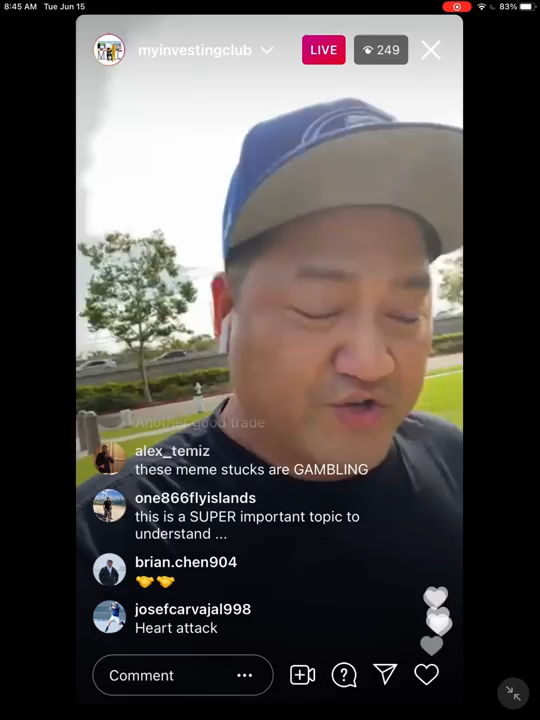 8:45 AM Tue Jun 15
83%
myinvestingclub
LIVE
249
Another good trade
alex_temiz
these meme stucks are GAMBLING
one866flyislands
this is a SUPER important topic to
understand ...
brian.chen904
🤝🤝
josefcarvajal998
Heart attack
Comment